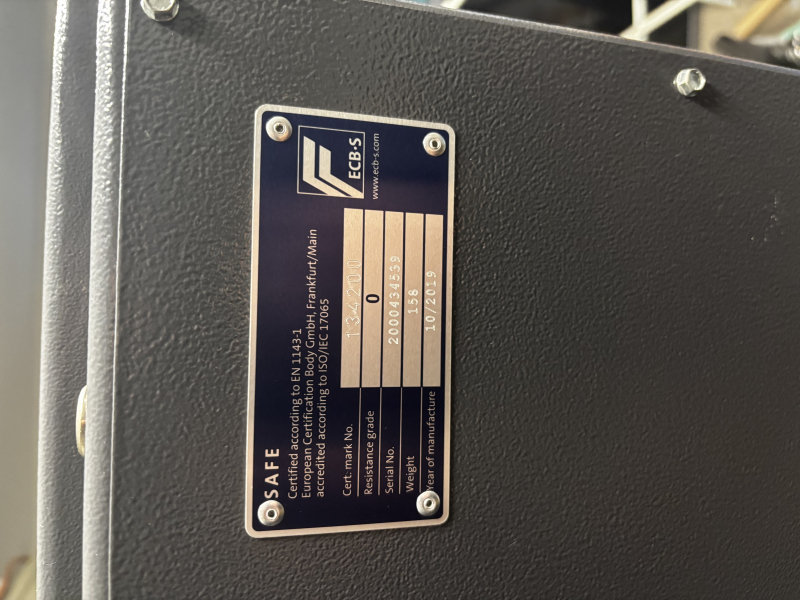 SAFE
ECB•S
www.ecb-s.com
Certified according to EN 1143-1
European Certification Body GmbH, Frankfurt/Main
accredited according to ISO/IEC 17065
Cert. mark No.
Resistance grade 0
Serial No. 2000434539
Weight 158
Year of manufacture 10/2019